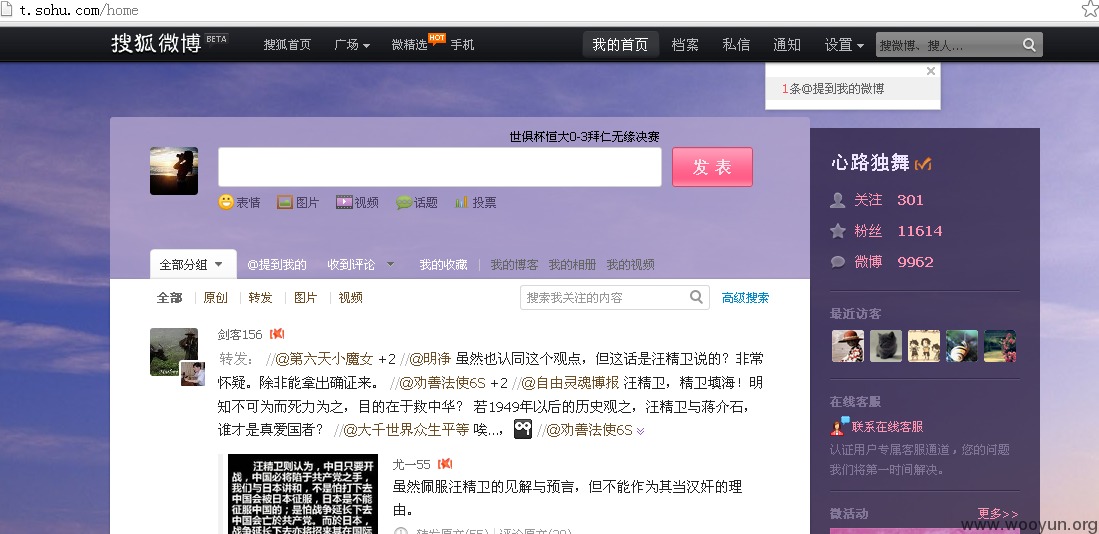 t.sohu.com/home
搜狐微博 BETA 搜狐首页 广场 微精选 HOT 手机 我的首页 档案 私信 通知 设置 搜微博、搜人...
1条@提到我的微博
世俱杯恒大0-3拜仁无缘决赛
发 表
表情 图片 视频 话题 投票
心路独舞
关注 301
粉丝 11614
微博 9962
全部分组 @提到我的 收到评论 我的收藏 我的博客 我的相册 我的视频
全部 原创 转发 图片 视频 搜索我关注的内容 高级搜索
最近访客
剑客156
转发： //@第六天小魔女 +2 //@明诤 虽然也认同这个观点，但这话是汪精卫说的？非常
怀疑。除非能拿出确证来。 //@劝善法使6S +2 //@自由灵魂博报 汪精卫，精卫填海！明
知不可为而死力为之，目的在于救中华？ 若1949年以后的历史观之，汪精卫与蒋介石，
谁才是真爱国者？ //@大千世界众生平等 唉...， //@劝善法使6S
在线客服
联系在线客服
认证用户专属客服通道，您的问题
我们将第一时间解决。
尤一55
虽然佩服汪精卫的见解与预言，但不能作为其当汉奸的理
由。
汪精卫则认为，中日只要开
战，中国必将陷于共产党之手，
我们与日本讲和，不是怕打下去
中国会被日本征服，日本是不能
征服中国的；是怕战争延长下去
中国会亡於共产党。而於日本，
战争延长下去亦将招来其在国际
转发原文(55) 评论原文(20)
微活动 更多>>
www.wooyun.org